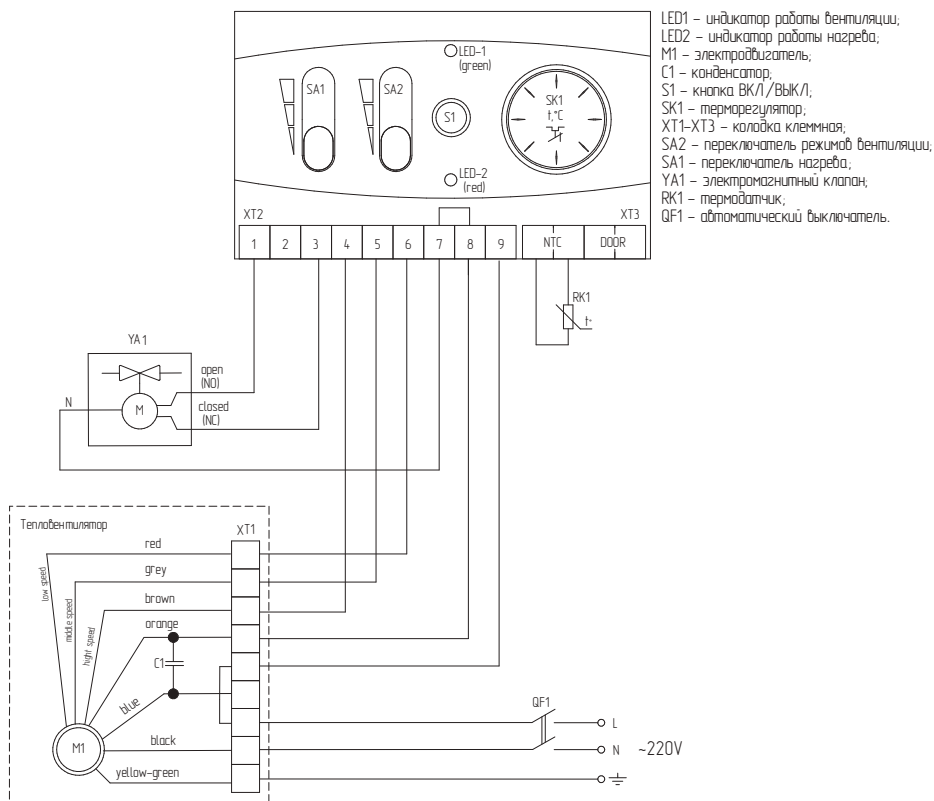 LED-1
(green)
SA1
SA2
S1
SK1
t,°C
LED-2
(red)
XT2
XT3
1 2 3 4 5 6 7 8 9 NTC DOOR
RK1
t°
YA1
open
(NO)
closed
(NC)
N
M
Тепловентилятор
XT1
red
grey
brown
orange
blue
black
yellow-green
low speed
middle speed
hight speed
C1
M1
QF1
L
N
~220V
LED1 – индикатор работы вентиляции;
LED2 – индикатор работы нагрева;
M1 – электродвигатель;
C1 – конденсатор;
S1 – кнопка ВКЛ/ВЫКЛ;
SK1 – терморегулятор;
XT1-XT3 – колодка клеммная;
SA2 – переключатель режимов вентиляции;
SA1 – переключатель нагрева;
YA1 – электромагнитный клапан;
RK1 – термодатчик;
QF1 – автоматический выключатель.